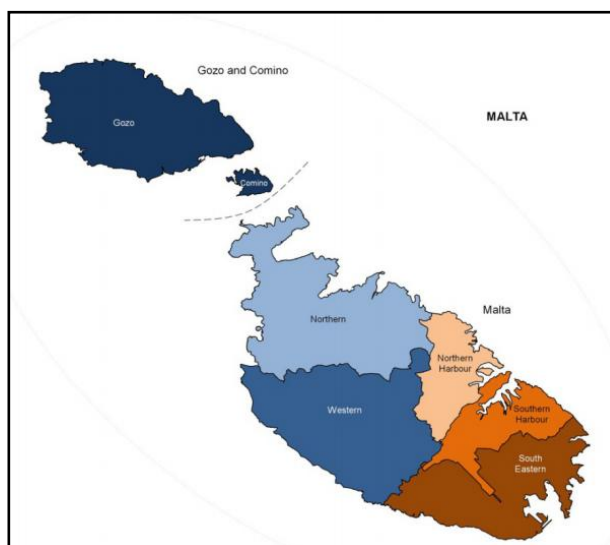 Gozo and Comino
MALTA
Gozo
Comino
Malta
Northern
Northern
Harbour
Western
Southern
Harbour
South
Eastern